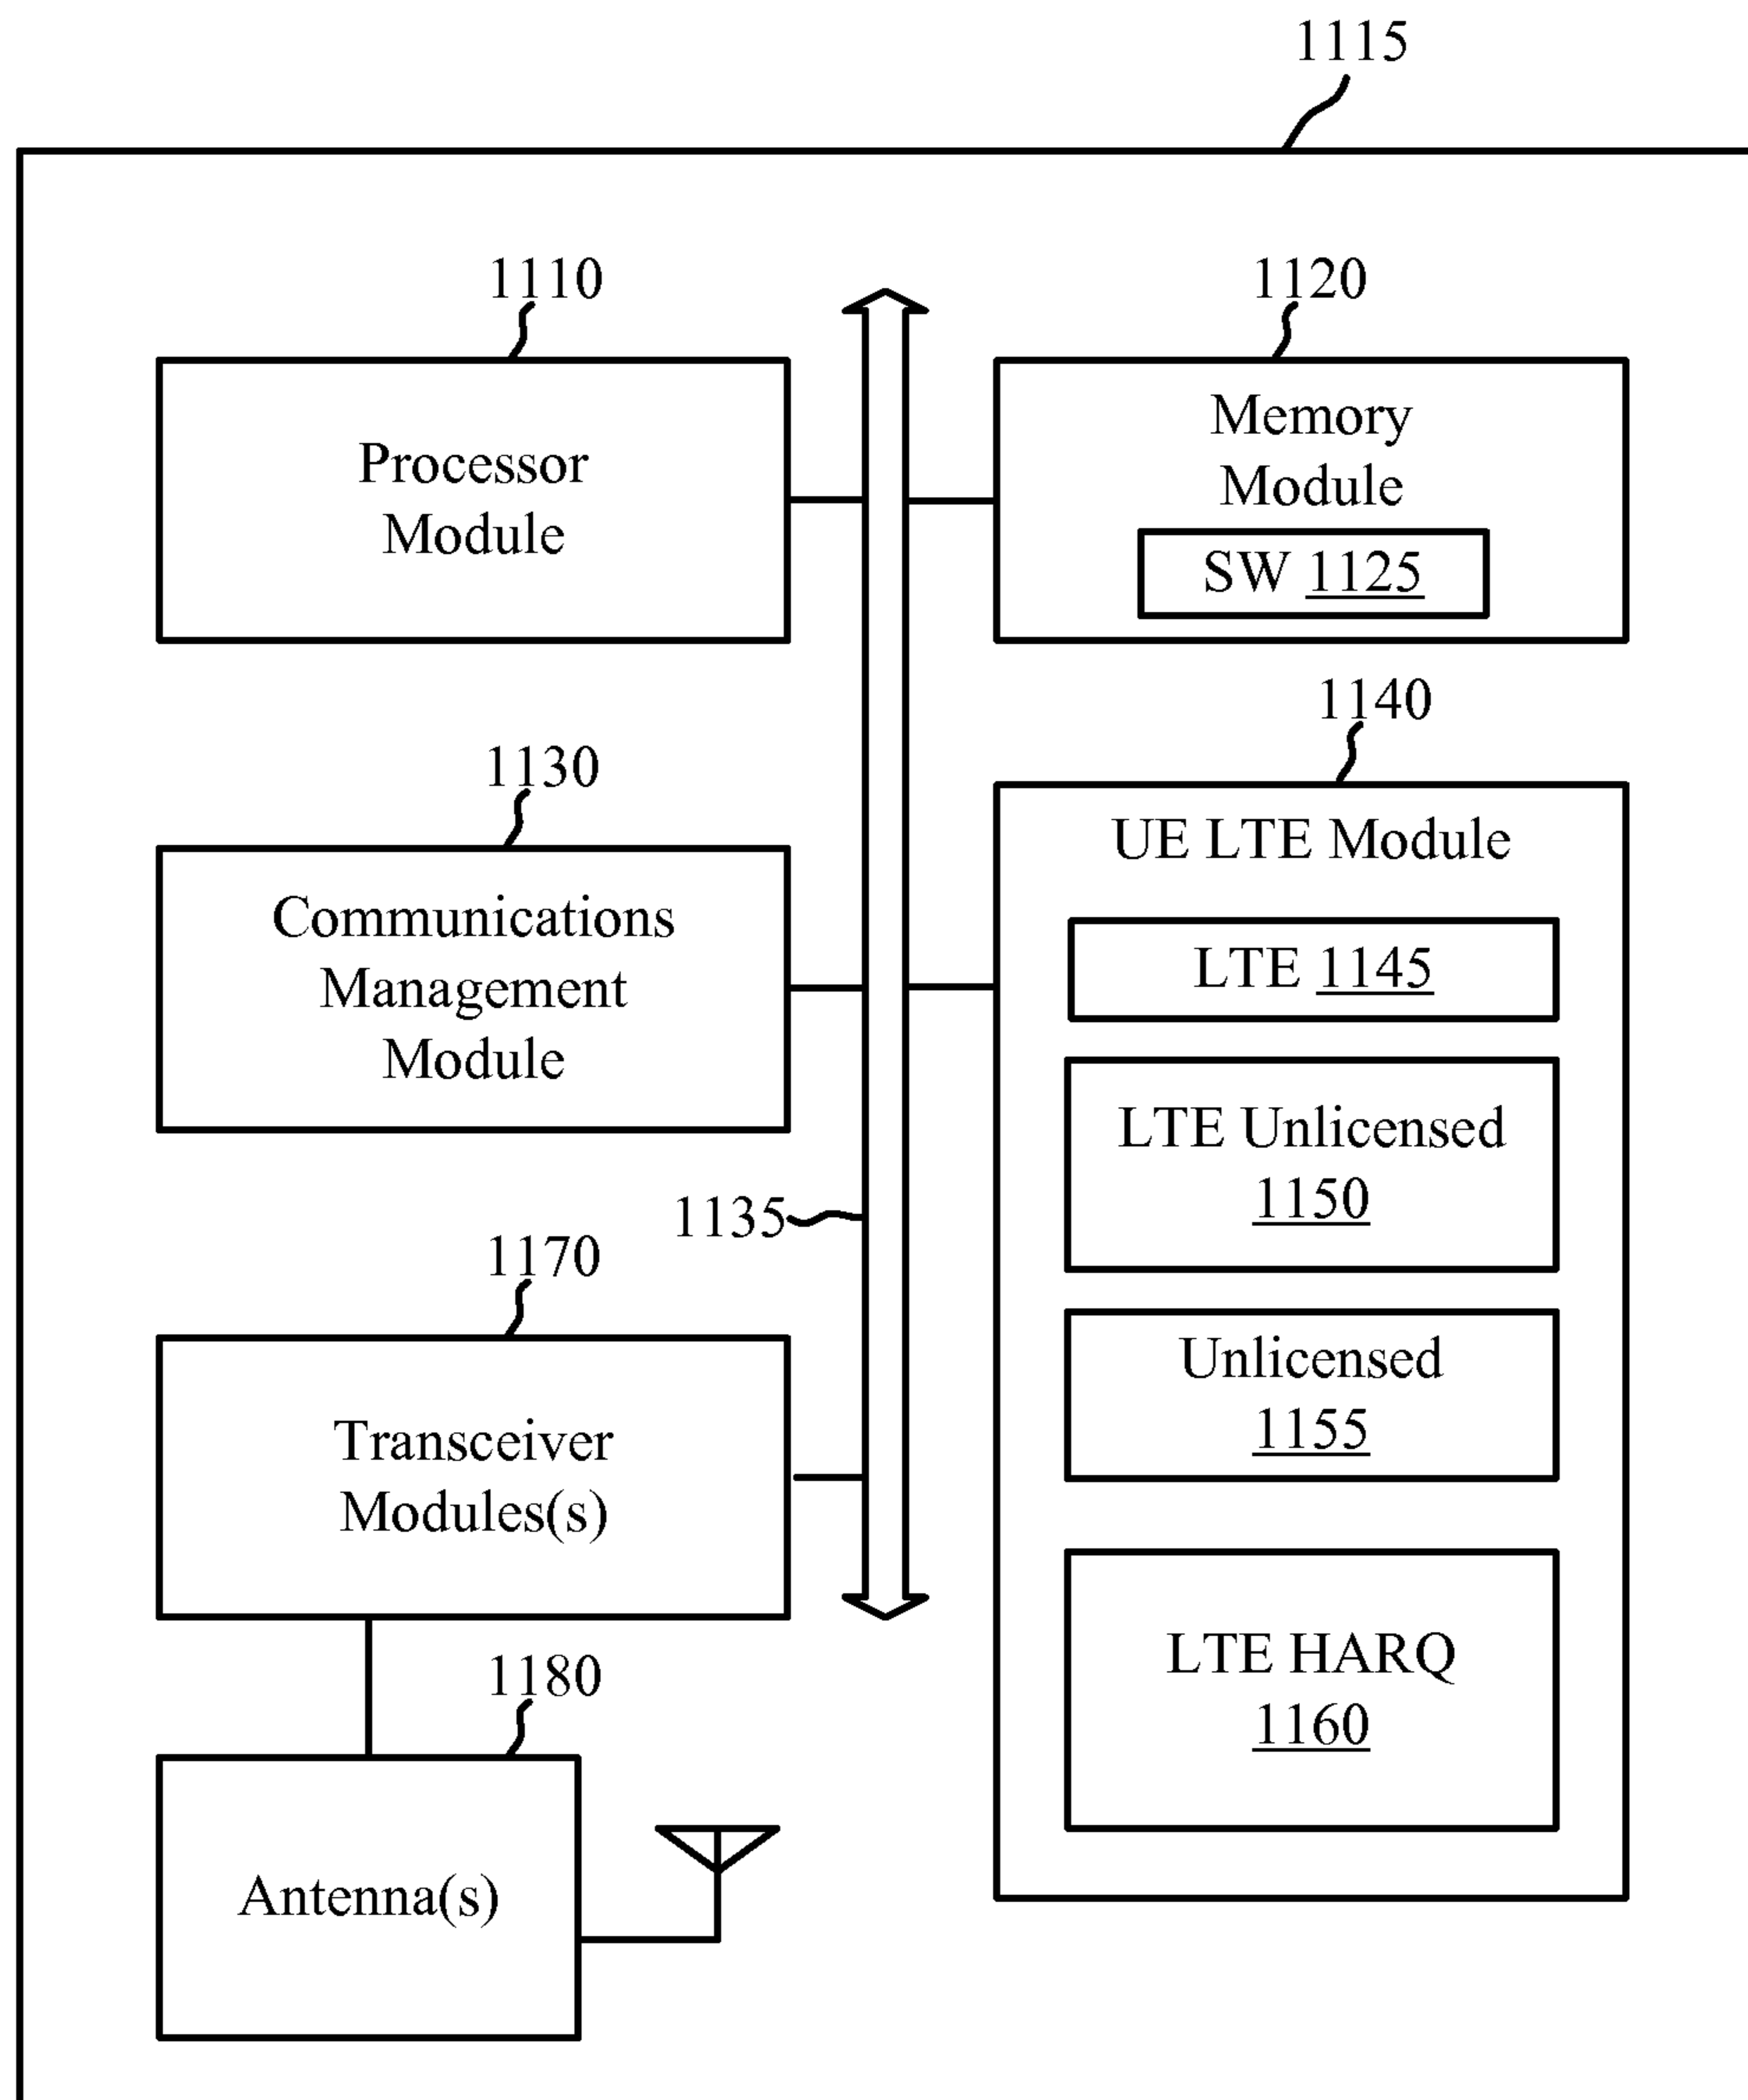 1115
1110
Processor
Module
1120
Memory
Module
SW 1125
1130
Communications
Management
Module
1135
1140
UE LTE Module
LTE 1145
LTE Unlicensed
1150
Unlicensed
1155
LTE HARQ
1160
1170
Transceiver
Modules(s)
1180
Antenna(s)